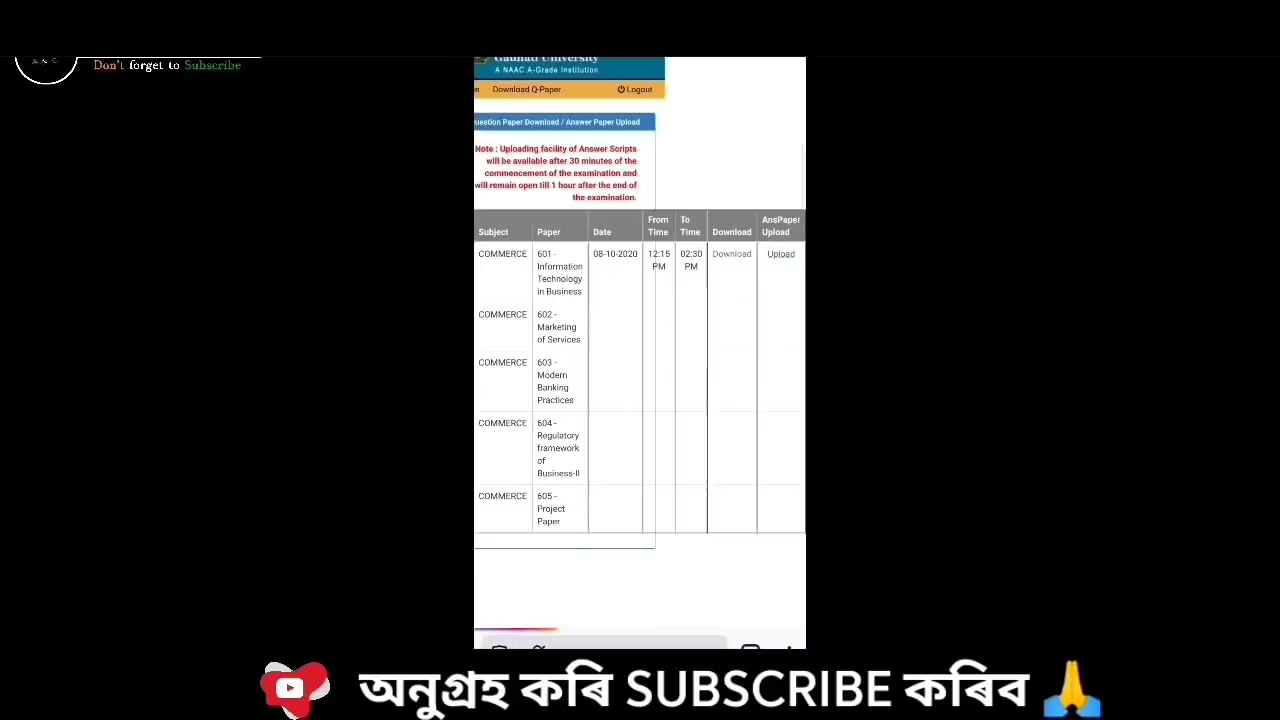 Don't forget to Subscribe
Gauhati University
A NAAC A-Grade Institution
Download Q-Paper
Logout
Question Paper Download / Answer Paper Upload
Note : Uploading facility of Answer Scripts
will be available after 30 minutes of the
commencement of the examination and
will remain open till 1 hour after the end of
the examination.
Subject Paper Date From Time To Time Download AnsPaper Upload
COMMERCE 601 - Information Technology in Business 08-10-2020 12:15 PM 02:30 PM Download Upload
COMMERCE 602 - Marketing of Services
COMMERCE 603 - Modern Banking Practices
COMMERCE 604 - Regulatory framework of Business-II
COMMERCE 605 - Project Paper
অনুগ্ৰহ কৰি SUBSCRIBE কৰিব